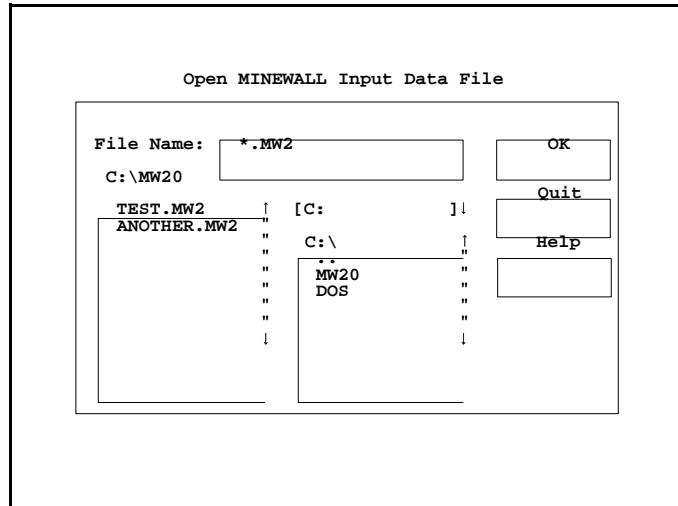 Open MINEWALL Input Data File
File Name: *.MW2 OK
C:\MW20
Quit
TEST.MW2 ↑ [C: ]↓
ANOTHER.MW2 "
" C:\ ↑ Help
" .. "
" MW20 "
" DOS "
" "
" "
↓ ↓